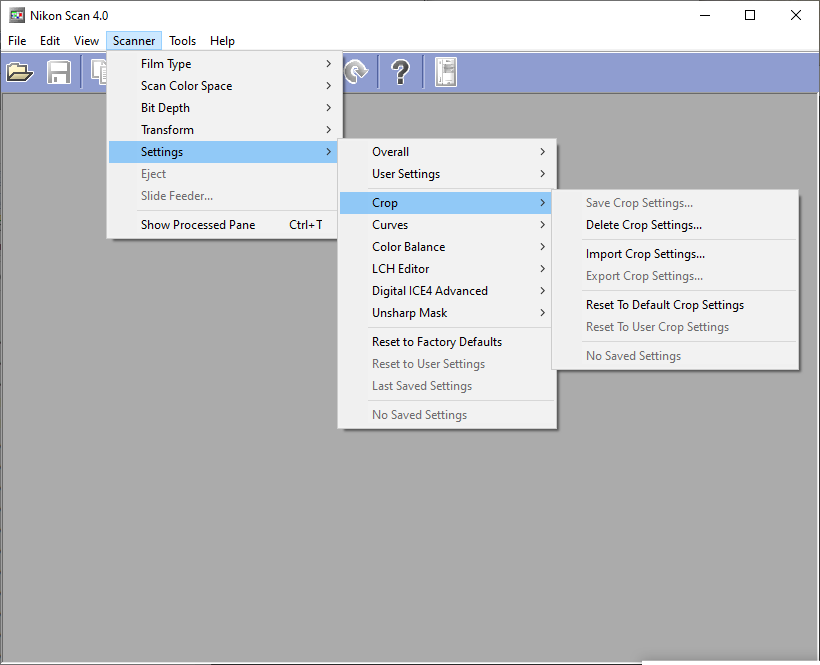 Nikon Scan 4.0
File Edit View Scanner Tools Help
Film Type
Scan Color Space
Bit Depth
Transform
Settings
Eject
Slide Feeder...
Show Processed Pane Ctrl+T
Overall
User Settings
Crop
Curves
Color Balance
LCH Editor
Digital ICE4 Advanced
Unsharp Mask
Reset to Factory Defaults
Reset to User Settings
Last Saved Settings
No Saved Settings
Save Crop Settings...
Delete Crop Settings...
Import Crop Settings...
Export Crop Settings...
Reset To Default Crop Settings
Reset To User Crop Settings
No Saved Settings